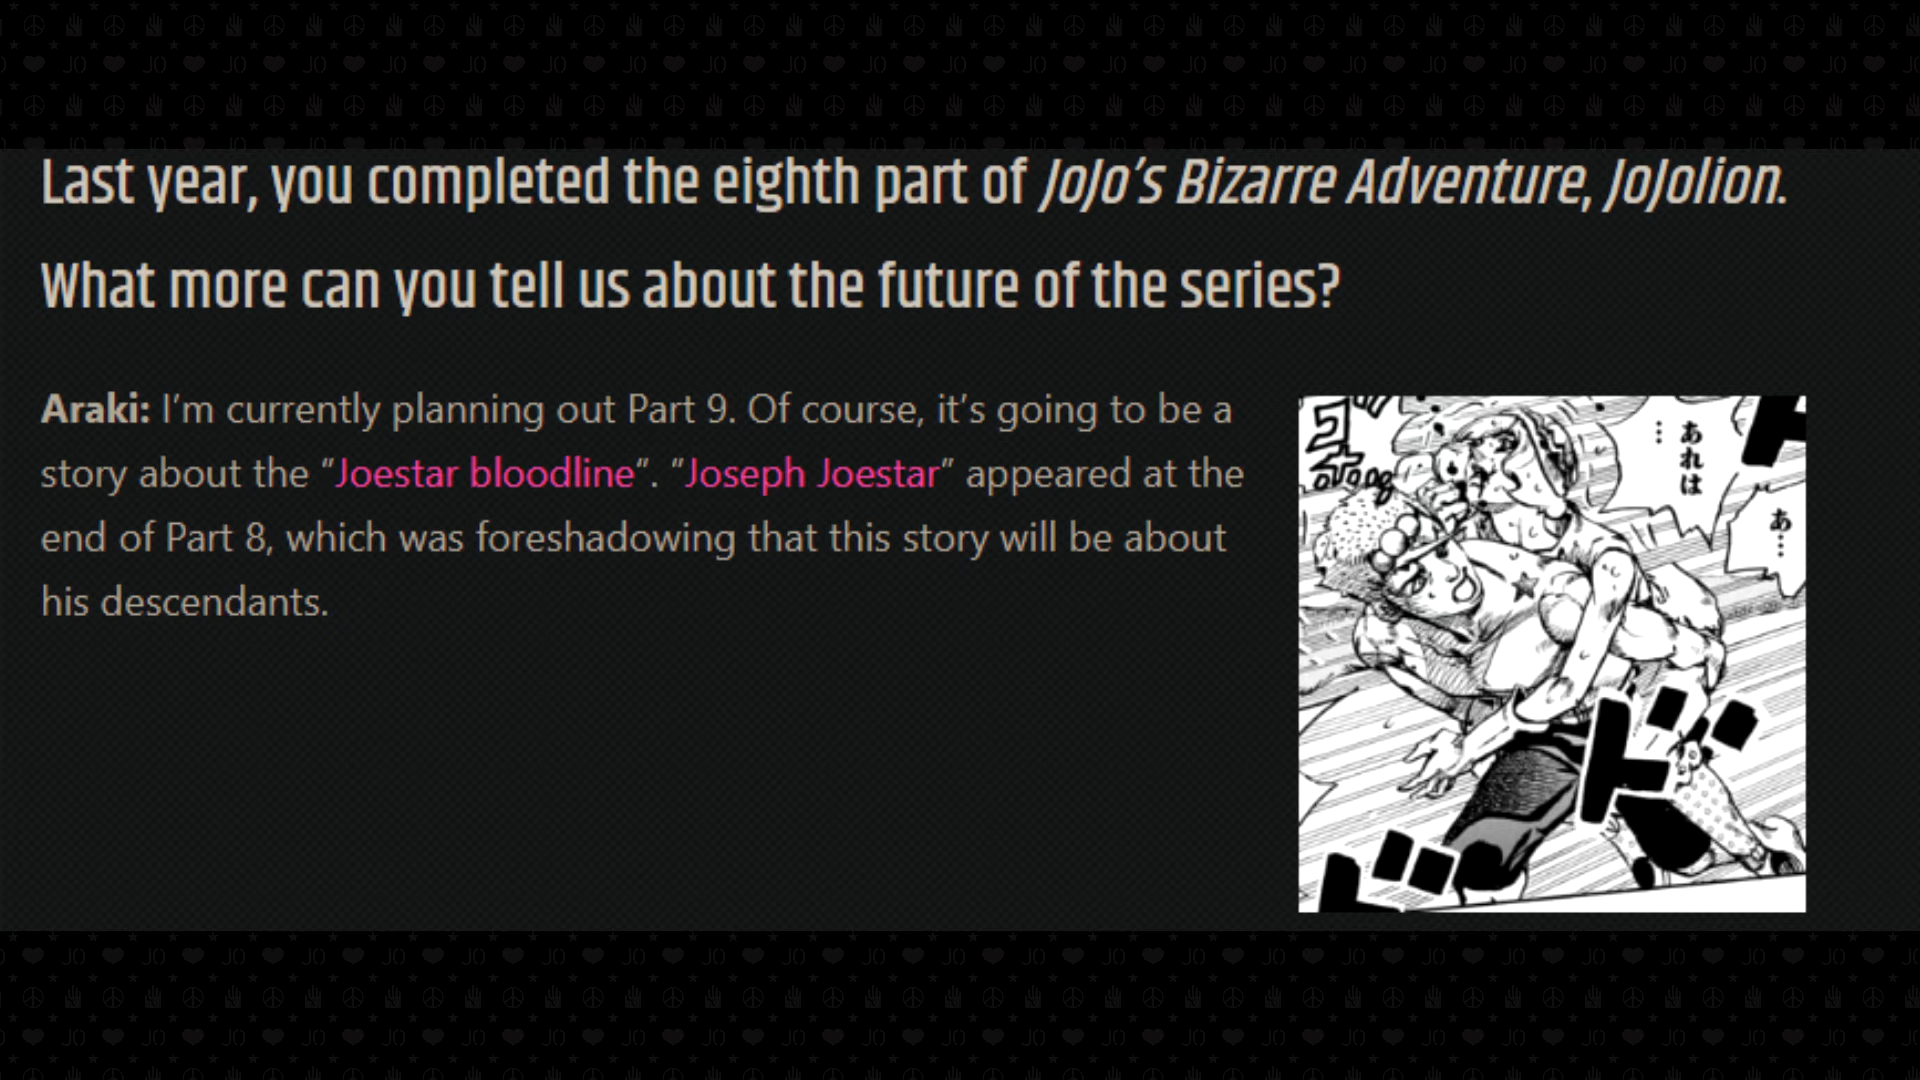 Last year, you completed the eighth part of JoJo’s Bizarre Adventure, JoJolion.
What more can you tell us about the future of the series?
Araki: I’m currently planning out Part 9. Of course, it’s going to be a
story about the “Joestar bloodline”. “Joseph Joestar” appeared at the
end of Part 8, which was foreshadowing that this story will be about
his descendants.
あれは…
あ…
ド
ド